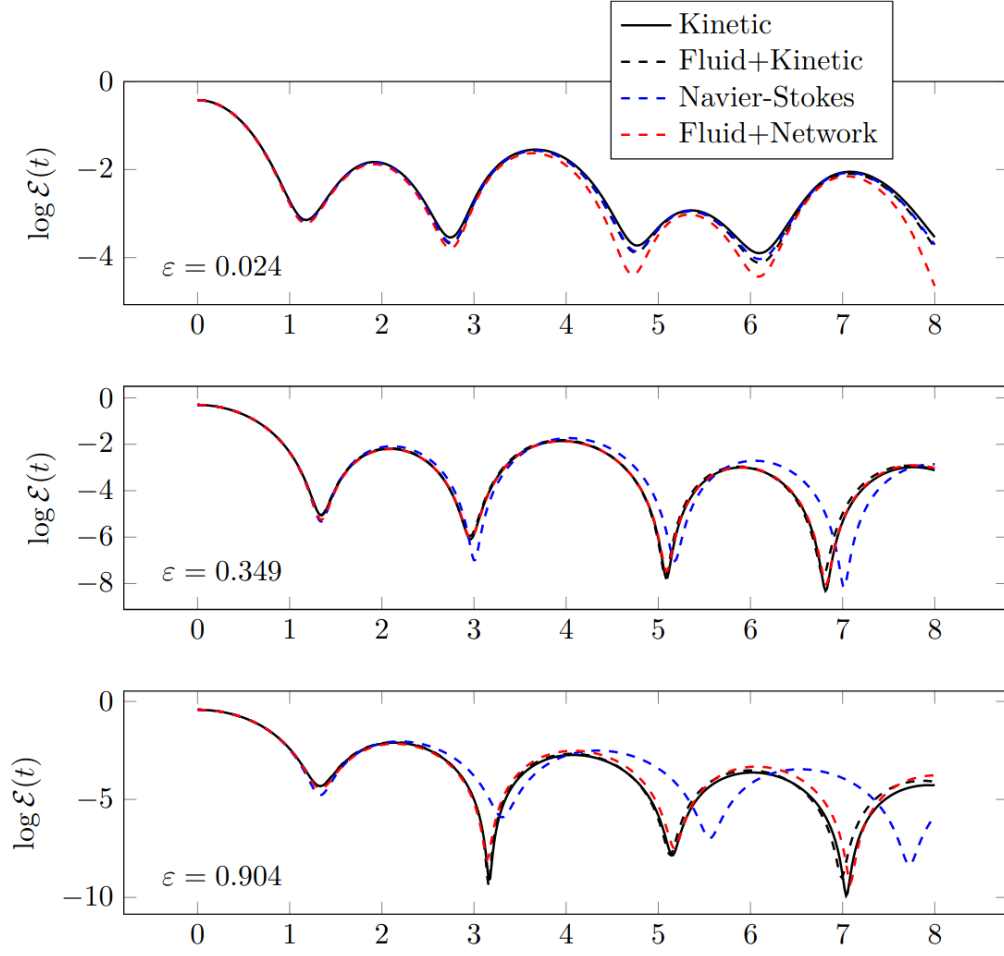 Kinetic
Fluid+Kinetic
Navier-Stokes
Fluid+Network
0
−2
−4
log ℰ(t)
ε = 0.024
0 1 2 3 4 5 6 7 8
0
−2
−4
−6
−8
log ℰ(t)
ε = 0.349
0 1 2 3 4 5 6 7 8
0
−5
−10
log ℰ(t)
ε = 0.904
0 1 2 3 4 5 6 7 8